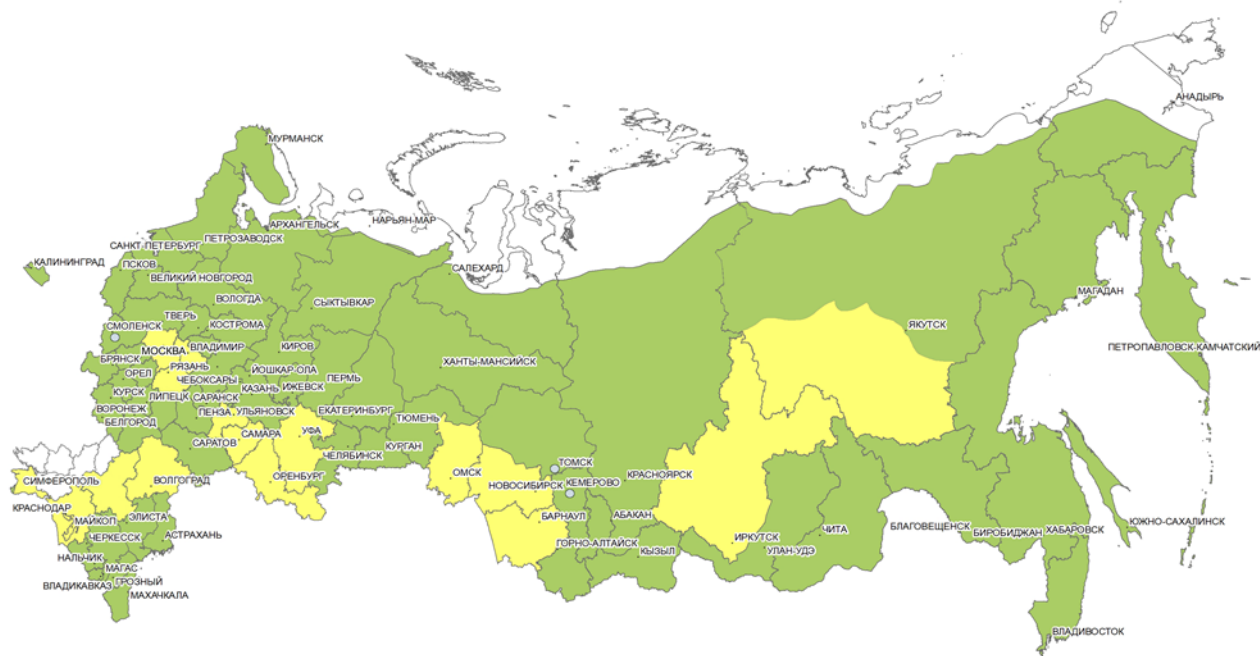 АНАДЫРЬ
МУРМАНСК
НАРЬЯН-МАР
АРХАНГЕЛЬСК
ПЕТРОЗАВОДСК
САНКТ-ПЕТЕРБУРГ
КАЛИНИНГРАД
ПСКОВ
САЛЕХАРД
ВЕЛИКИЙ НОВГОРОД
МАГАДАН
ВОЛОГДА
СЫКТЫВКАР
ТВЕРЬ
СМОЛЕНСК
КОСТРОМА
ЯКУТСК
МОСКВА
ВЛАДИМИР
КИРОВ
ПЕТРОПАВЛОВСК-КАМЧАТСКИЙ
БРЯНСК
РЯЗАНЬ
ЙОШКАР-ОЛА
ХАНТЫ-МАНСИЙСК
ОРЕЛ
ЧЕБОКСАРЫ
ПЕРМЬ
КУРСК
ЛИПЕЦК
САРАНСК
КАЗАНЬ
ИЖЕВСК
ВОРОНЕЖ
ПЕНЗА
УЛЬЯНОВСК
ЕКАТЕРИНБУРГ
БЕЛГОРОД
ТЮМЕНЬ
САРАТОВ
САМАРА
УФА
КУРГАН
ЧЕЛЯБИНСК
ТОМСК
ОМСК
НОВОСИБИРСК
КЕМЕРОВО
КРАСНОЯРСК
СИМФЕРОПОЛЬ
ВОЛГОГРАД
ОРЕНБУРГ
КРАСНОДАР
МАЙКОП
ЭЛИСТА
БАРНАУЛ
АБАКАН
ЧЕРКЕССК
АСТРАХАНЬ
ГОРНО-АЛТАЙСК
КЫЗЫЛ
ИРКУТСК
УЛАН-УДЭ
ЧИТА
БЛАГОВЕЩЕНСК
БИРОБИДЖАН
ХАБАРОВСК
ЮЖНО-САХАЛИНСК
НАЛЬЧИК
МАГАС
ВЛАДИКАВКАЗ
ГРОЗНЫЙ
МАХАЧКАЛА
ВЛАДИВОСТОК